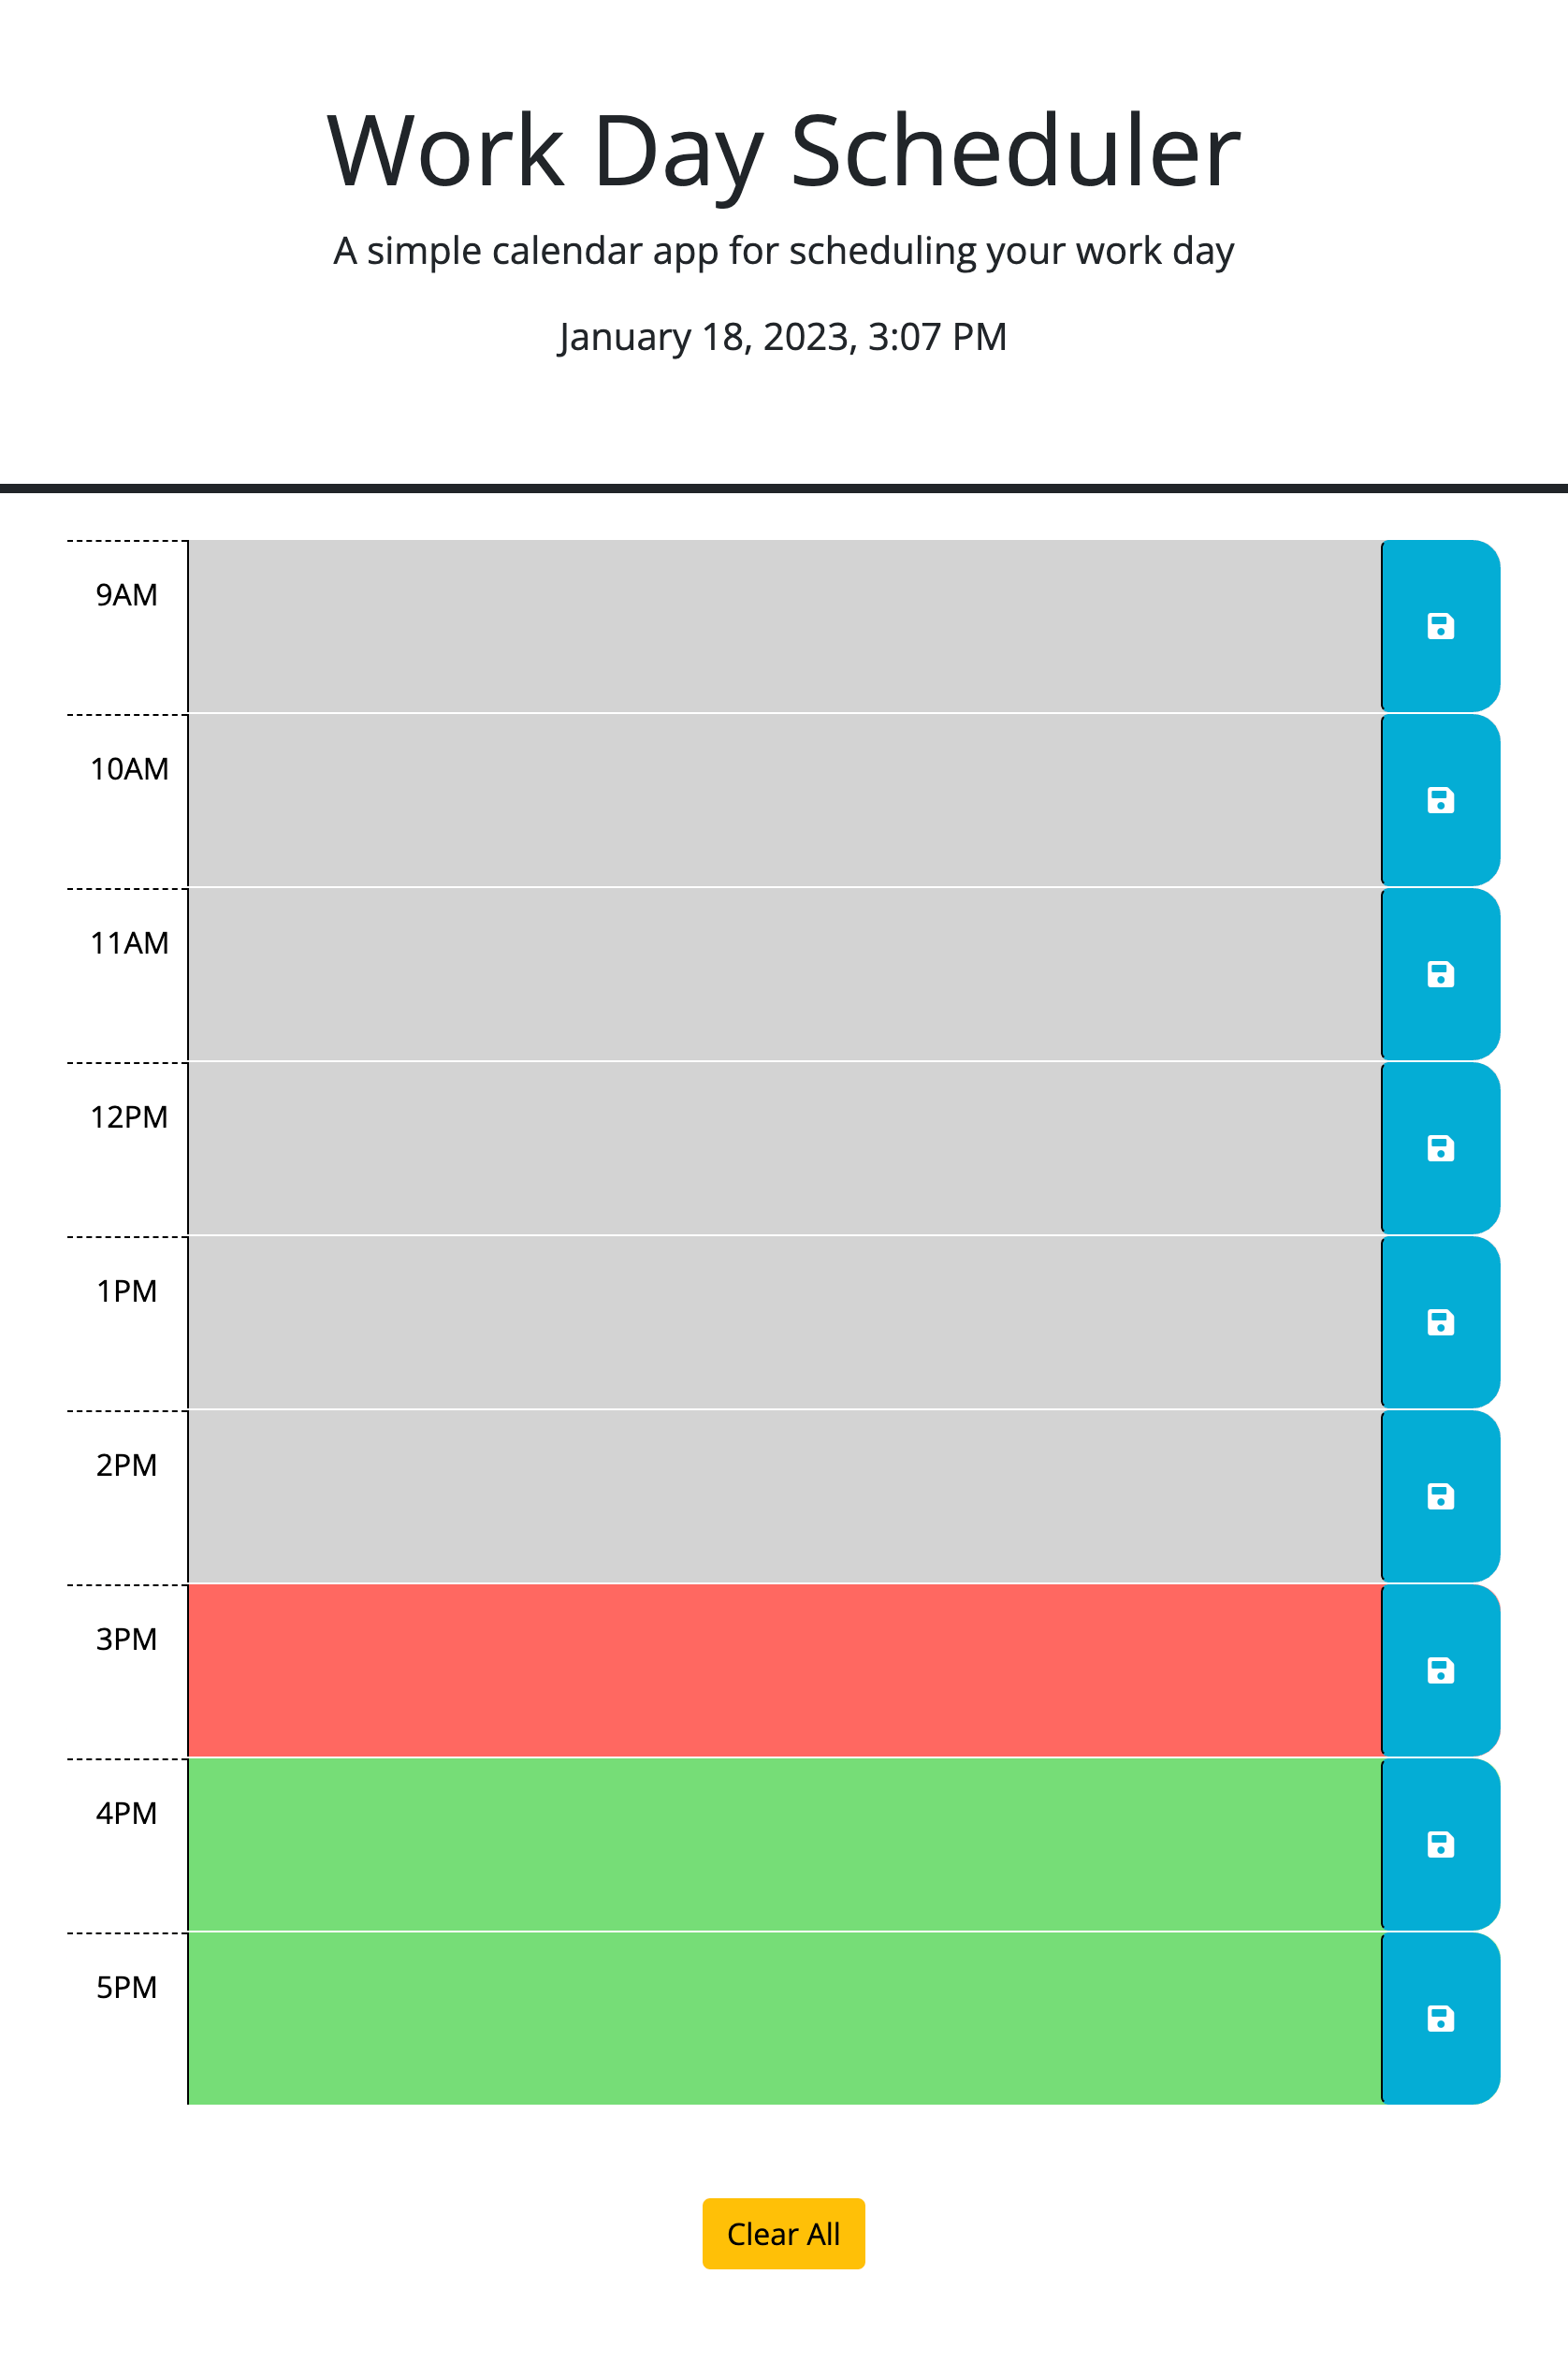 Work Day Scheduler
A simple calendar app for scheduling your work day
January 18, 2023, 3:07 PM
9AM
10AM
11AM
12PM
1PM
2PM
3PM
4PM
5PM
Clear All